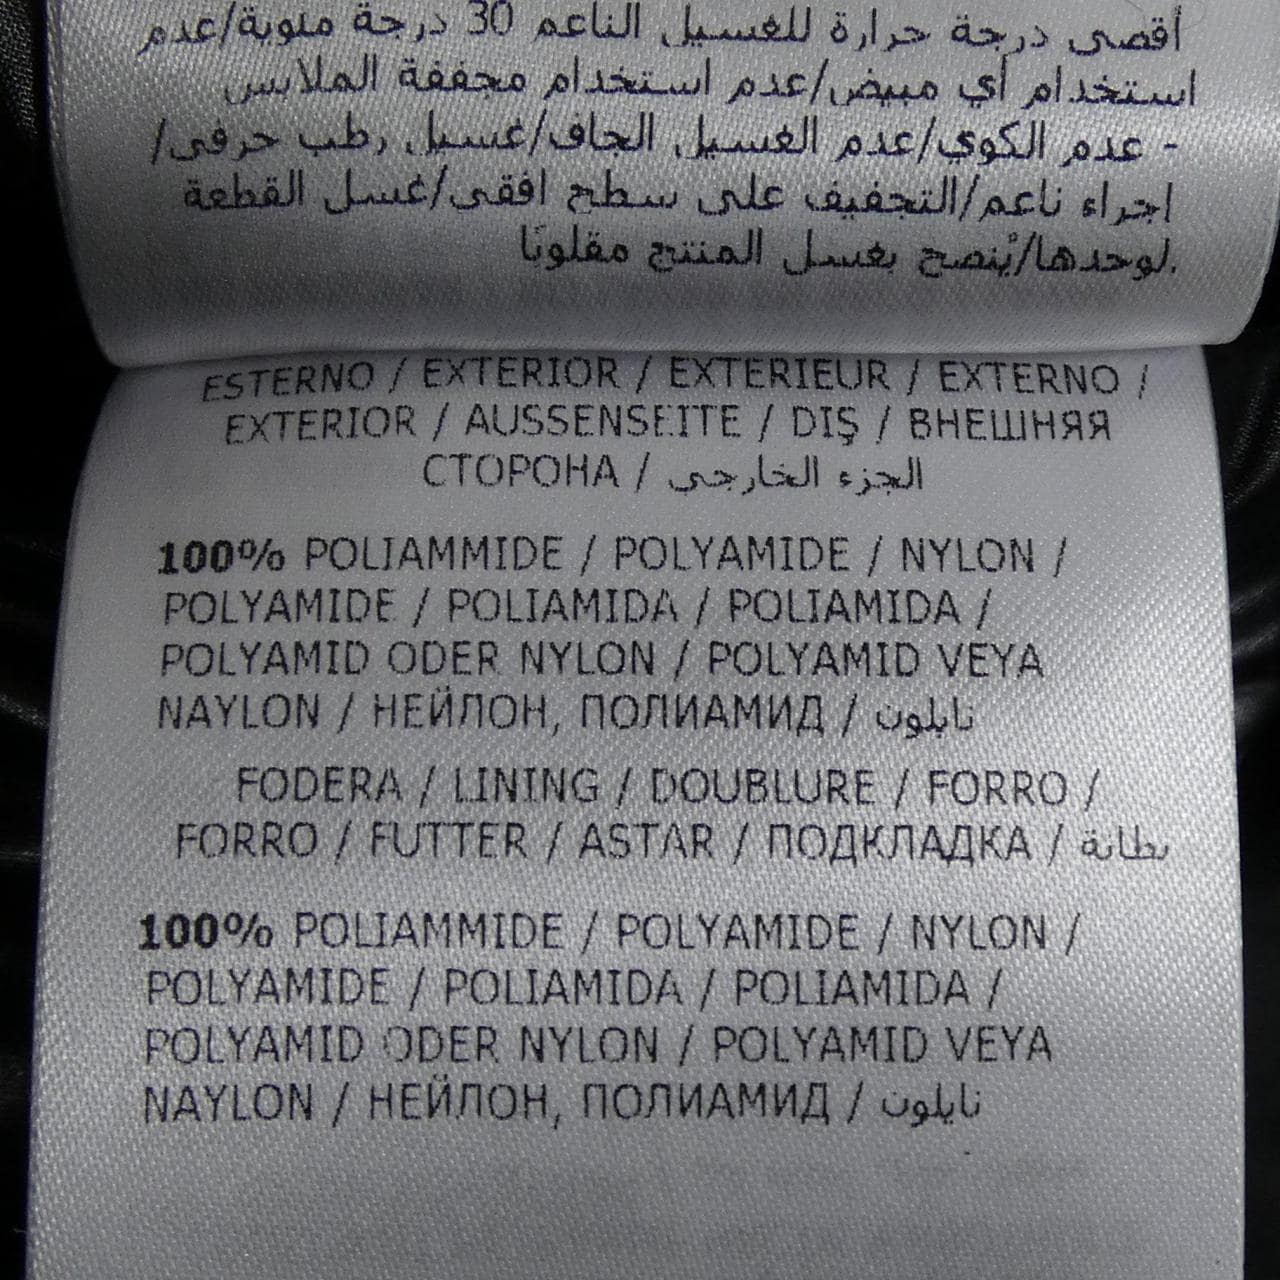 أقصى درجة حرارة للغسيل الناعم 30 درجة مئوية/عدم
استخدام أي مبيض/عدم استخدام مجففة الملابس
- عدم الكوي/عدم الغسيل الجاف/غسيل رطب حرفى/
اجراء ناعم/التجفيف على سطح افقى/غسل القطعة
لوحدها/يُنصح بغسل المنتج مقلوبًا.
ESTERNO / EXTERIOR / EXTERIEUR / EXTERNO /
EXTERIOR / AUSSENSEITE / DIŞ / ВНЕШНЯЯ
СТОРОНА / الجزء الخارجى
100% POLIAMMIDE / POLYAMIDE / NYLON /
POLYAMIDE / POLIAMIDA / POLIAMIDA /
POLYAMID ODER NYLON / POLYAMID VEYA
NAYLON / НЕЙЛОН, ПОЛИАМИД / نايلون
FODERA / LINING / DOUBLURE / FORRO /
FORRO / FUTTER / ASTAR / ПОДКЛАДКА / بطانة
100% POLIAMMIDE / POLYAMIDE / NYLON /
POLYAMIDE / POLIAMIDA / POLIAMIDA /
POLYAMID ODER NYLON / POLYAMID VEYA
NAYLON / НЕЙЛОН, ПОЛИАМИД / نايلون